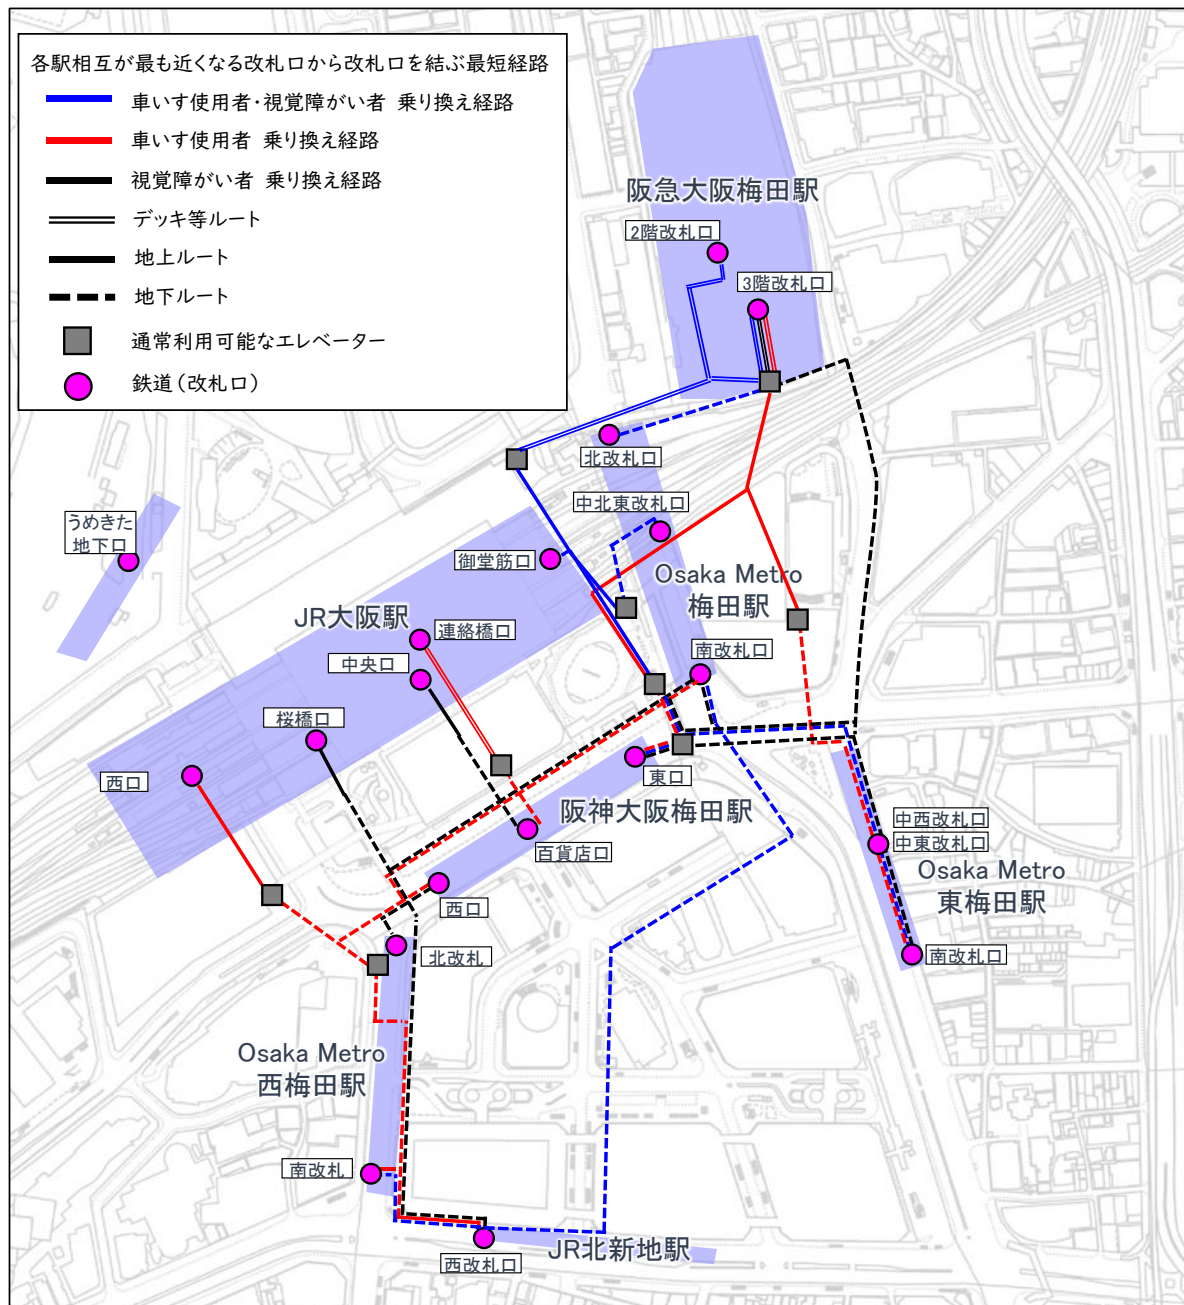 各駅相互が最も近くなる改札口から改札口を結ぶ最短経路
車いす使用者・視覚障がい者 乗り換え経路
車いす使用者 乗り換え経路
視覚障がい者 乗り換え経路
デッキ等ルート
地上ルート
地下ルート
通常利用可能なエレベーター
鉄道（改札口）
阪急大阪梅田駅
2階改札口
3階改札口
北改札口
中北東改札口
うめきた
地下口
御堂筋口
Osaka Metro
梅田駅
JR大阪駅
連絡橋口
中央口
南改札口
桜橋口
西口
東口
阪神大阪梅田駅
百貨店口
中西改札口
中東改札口
Osaka Metro
東梅田駅
西口
北改札
南改札口
Osaka Metro
西梅田駅
南改札
JR北新地駅
西改札口